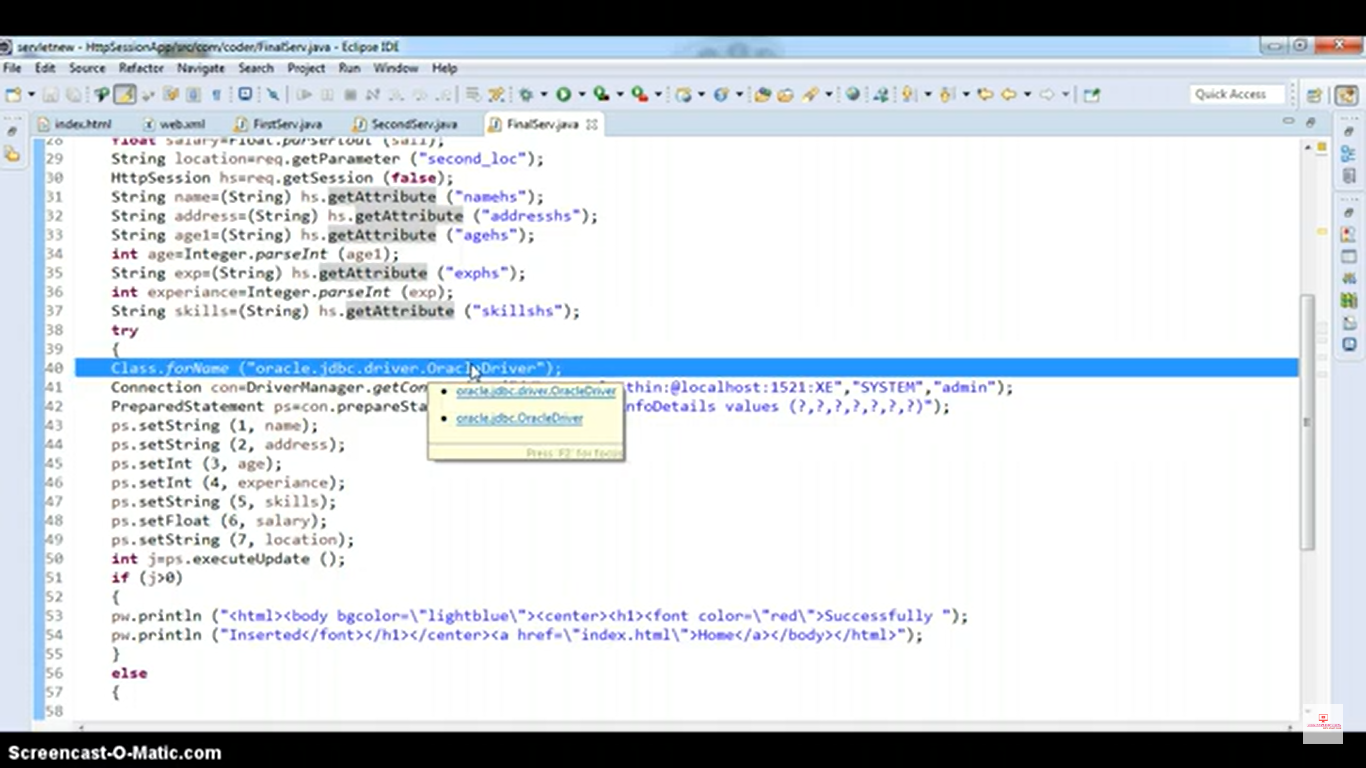 servletnew - HttpSessionApp/src/com/coder/FinalServ.java - Eclipse IDE
File Edit Source Refactor Navigate Search Project Run Window Help
Quick Access
index.html web.xml FirstServ.java SecondServ.java FinalServ.java
28 float salary=Float.parseFloat (sall);
29 String location=req.getParameter ("second_loc");
30 HttpSession hs=req.getSession (false);
31 String name=(String) hs.getAttribute ("namehs");
32 String address=(String) hs.getAttribute ("addresshs");
33 String age1=(String) hs.getAttribute ("agehs");
34 int age=Integer.parseInt (age1);
35 String exp=(String) hs.getAttribute ("exphs");
36 int experiance=Integer.parseInt (exp);
37 String skills=(String) hs.getAttribute ("skillshs");
38 try
39 {
40 Class.forName ("oracle.jdbc.driver.OracleDriver");
41 Connection con=DriverManager.getCon thin:@localhost:1521:XE","SYSTEM","admin");
oracle.jdbc.driver.OracleDriver
42 PreparedStatement ps=con.prepareSta nfoDetails values (?,?,?,?,?,?,?)");
oracle.jdbc.OracleDriver
43 ps.setString (1, name);
44 ps.setString (2, address);
Press 'F2' for focus
45 ps.setInt (3, age);
46 ps.setInt (4, experiance);
47 ps.setString (5, skills);
48 ps.setFloat (6, salary);
49 ps.setString (7, location);
50 int j=ps.executeUpdate ();
51 if (j>0)
52 {
53 pw.println ("<html><body bgcolor=\"lightblue\"><center><h1><font color=\"red\">Successfully ");
54 pw.println ("Inserted</font></h1></center><a href=\"index.html\">Home</a></body></html>");
55 }
56 else
57 {
58
Screencast-O-Matic.com